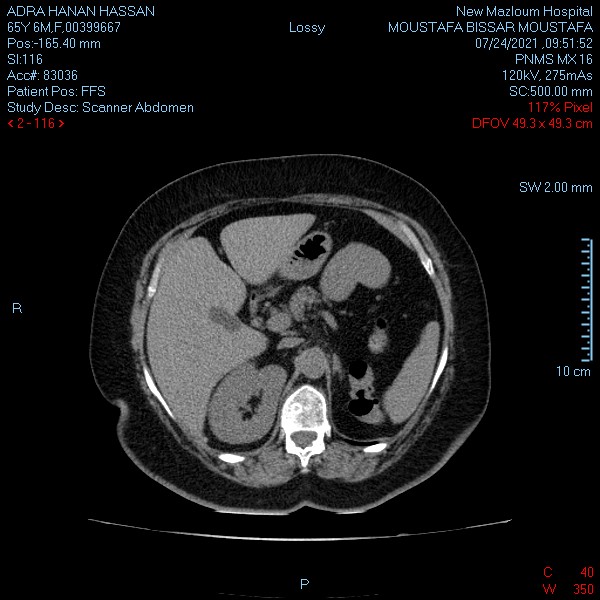 ADRA HANAN HASSAN
65Y 6M,F,00399667
Pos:-165.40 mm
SI:116
Acc#: 83036
Patient Pos: FFS
Study Desc: Scanner Abdomen
< 2 - 116 >
Lossy
New Mazloum Hospital
MOUSTAFA BISSAR MOUSTAFA
07/24/2021 ,09:51:52
PNMS MX 16
120kV, 275mAs
SC:500.00 mm
117% Pixel
DFOV 49.3 x 49.3 cm
SW 2.00 mm
R
10 cm
P
C 40
W 350